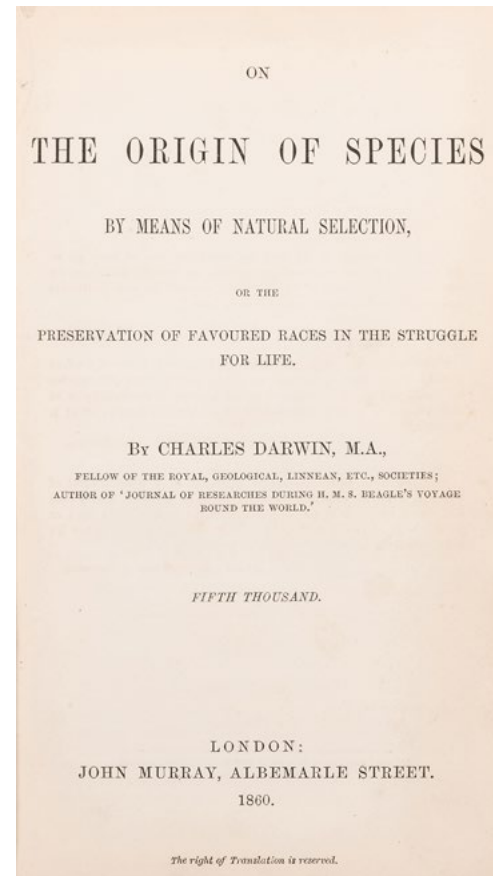 ON
THE ORIGIN OF SPECIES
BY MEANS OF NATURAL SELECTION,
OR THE
PRESERVATION OF FAVOURED RACES IN THE STRUGGLE
FOR LIFE.
By CHARLES DARWIN, M.A.,
FELLOW OF THE ROYAL, GEOLOGICAL, LINNEAN, ETC., SOCIETIES;
AUTHOR OF 'JOURNAL OF RESEARCHES DURING H. M. S. BEAGLE'S VOYAGE
ROUND THE WORLD.'
FIFTH THOUSAND.
LONDON:
JOHN MURRAY, ALBEMARLE STREET.
1860.
The right of Translation is reserved.